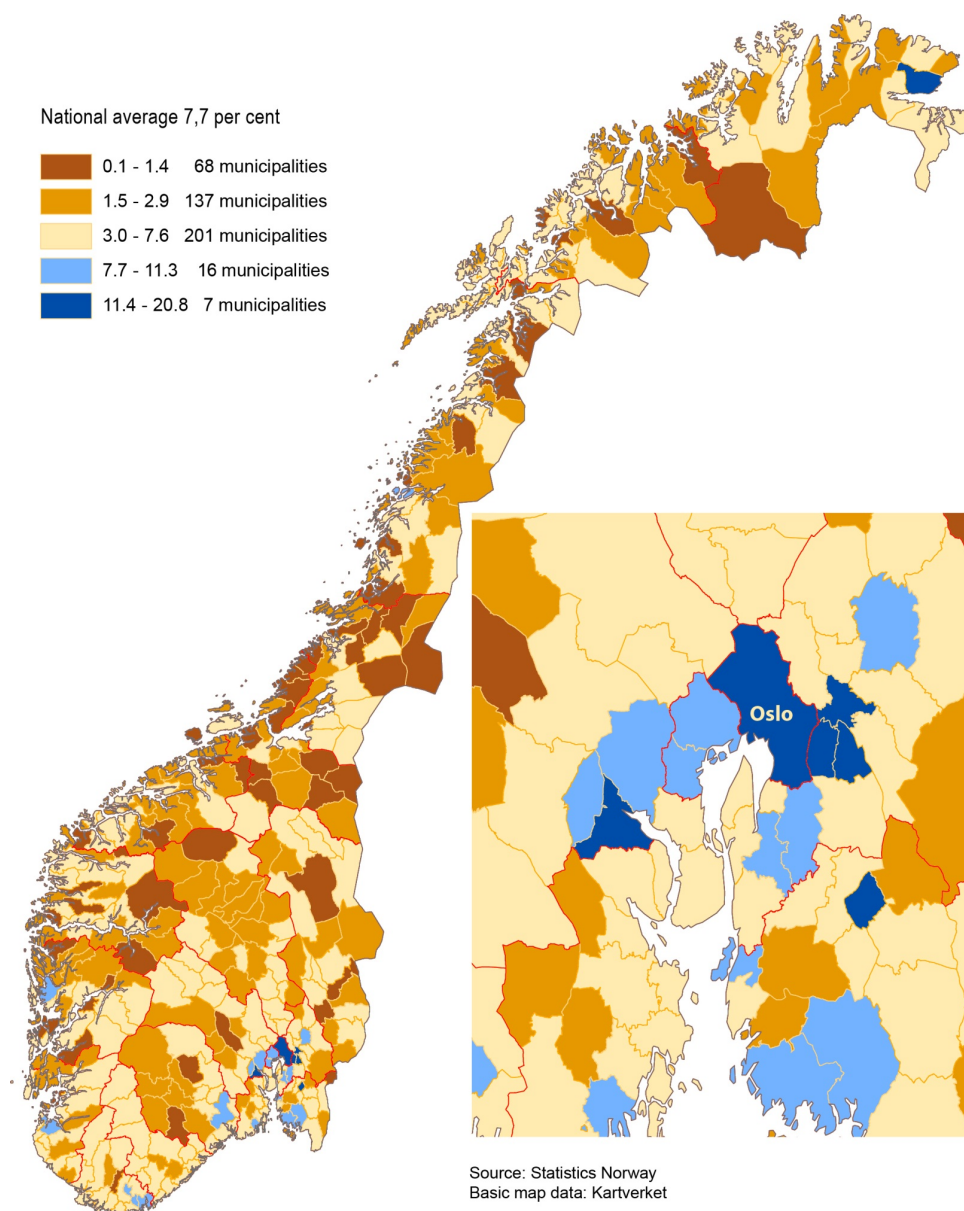 National average 7,7 per cent
0.1 - 1.4 68 municipalities
1.5 - 2.9 137 municipalities
3.0 - 7.6 201 municipalities
7.7 - 11.3 16 municipalities
11.4 - 20.8 7 municipalities
Oslo
Source: Statistics Norway
Basic map data: Kartverket